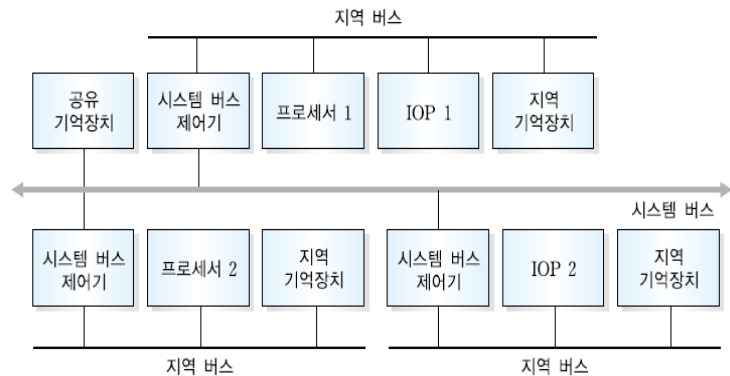 지역 버스
공유
기억장치
시스템 버스
제어기
프로세서 1
IOP 1
지역
기억장치
시스템 버스
시스템 버스
제어기
프로세서 2
지역
기억장치
시스템 버스
제어기
IOP 2
지역
기억장치
지역 버스
지역 버스